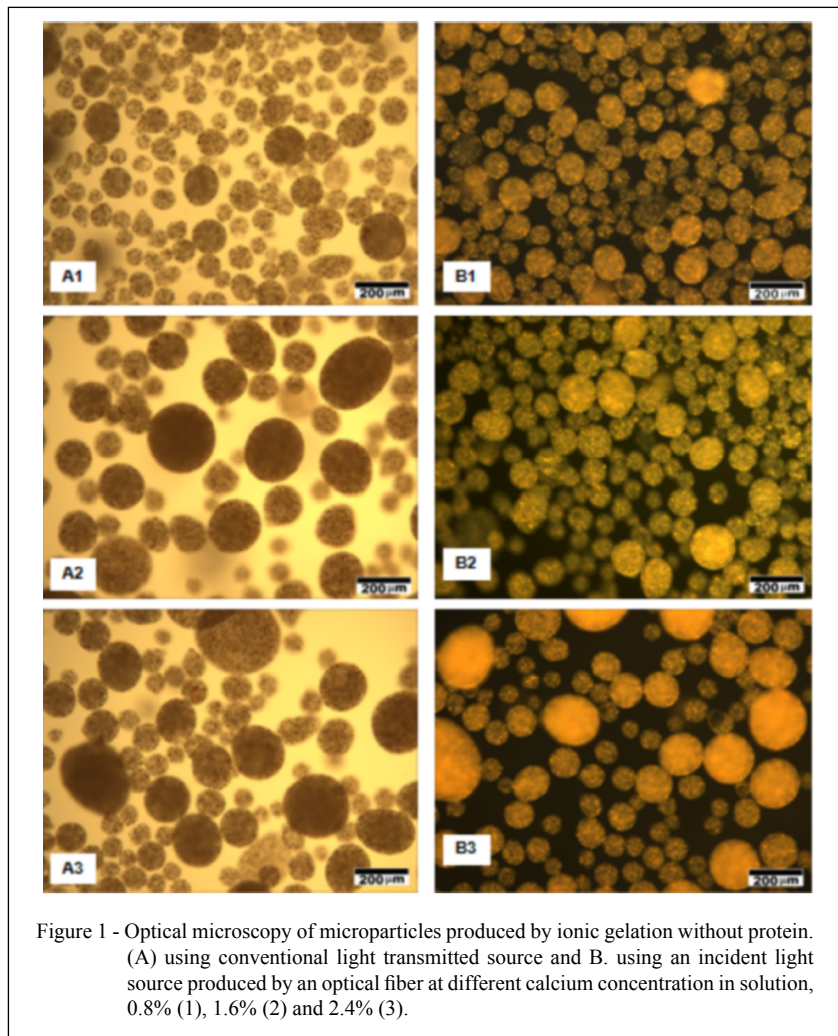 A1
200 µm
B1
200 µm
A2
200 µm
B2
200 µm
A3
200 µm
B3
200 µm
Figure 1 - Optical microscopy of microparticles produced by ionic gelation without protein.
(A) using conventional light transmitted source and B. using an incident light
source produced by an optical fiber at different calcium concentration in solution,
0.8% (1), 1.6% (2) and 2.4% (3).